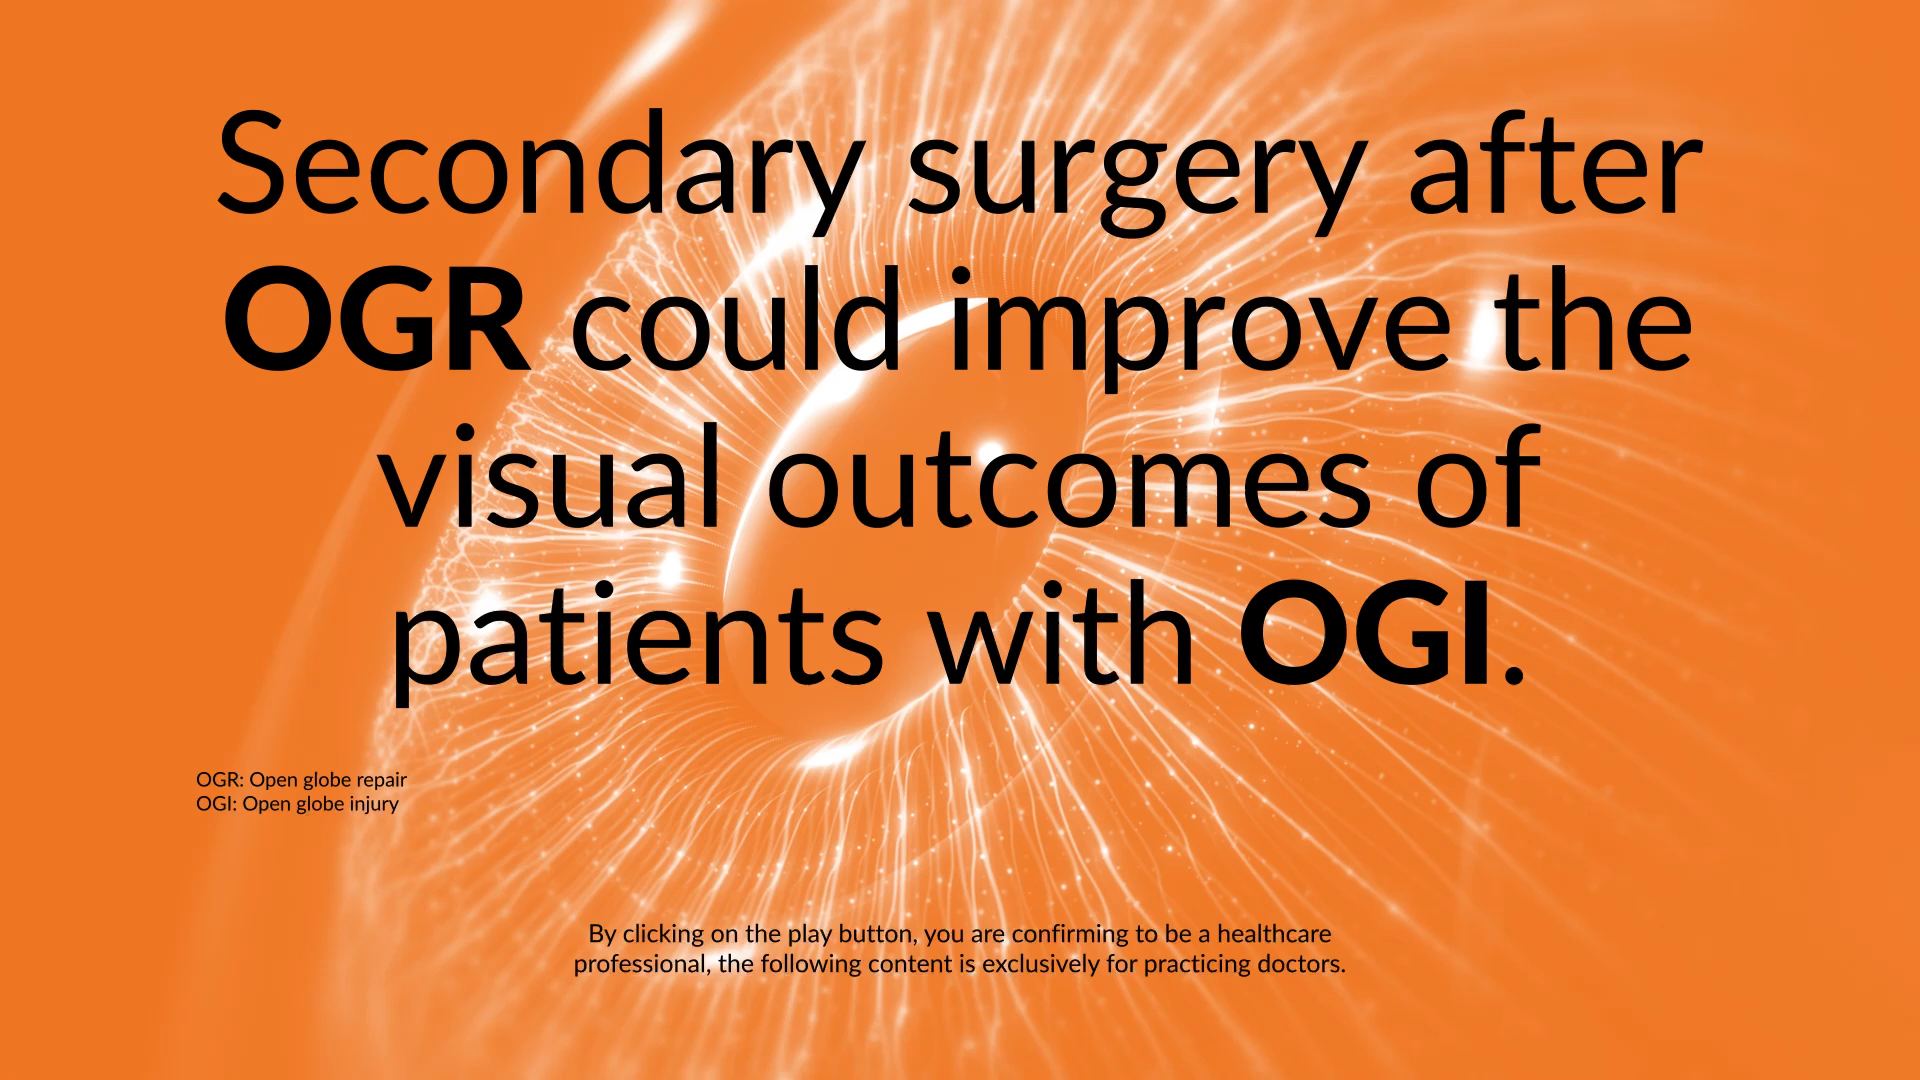 Secondary surgery after
OGR could improve the
visual outcomes of
patients with OGI.
OGR: Open globe repair
OGI: Open globe injury
By clicking on the play button, you are confirming to be a healthcare
professional, the following content is exclusively for practicing doctors.